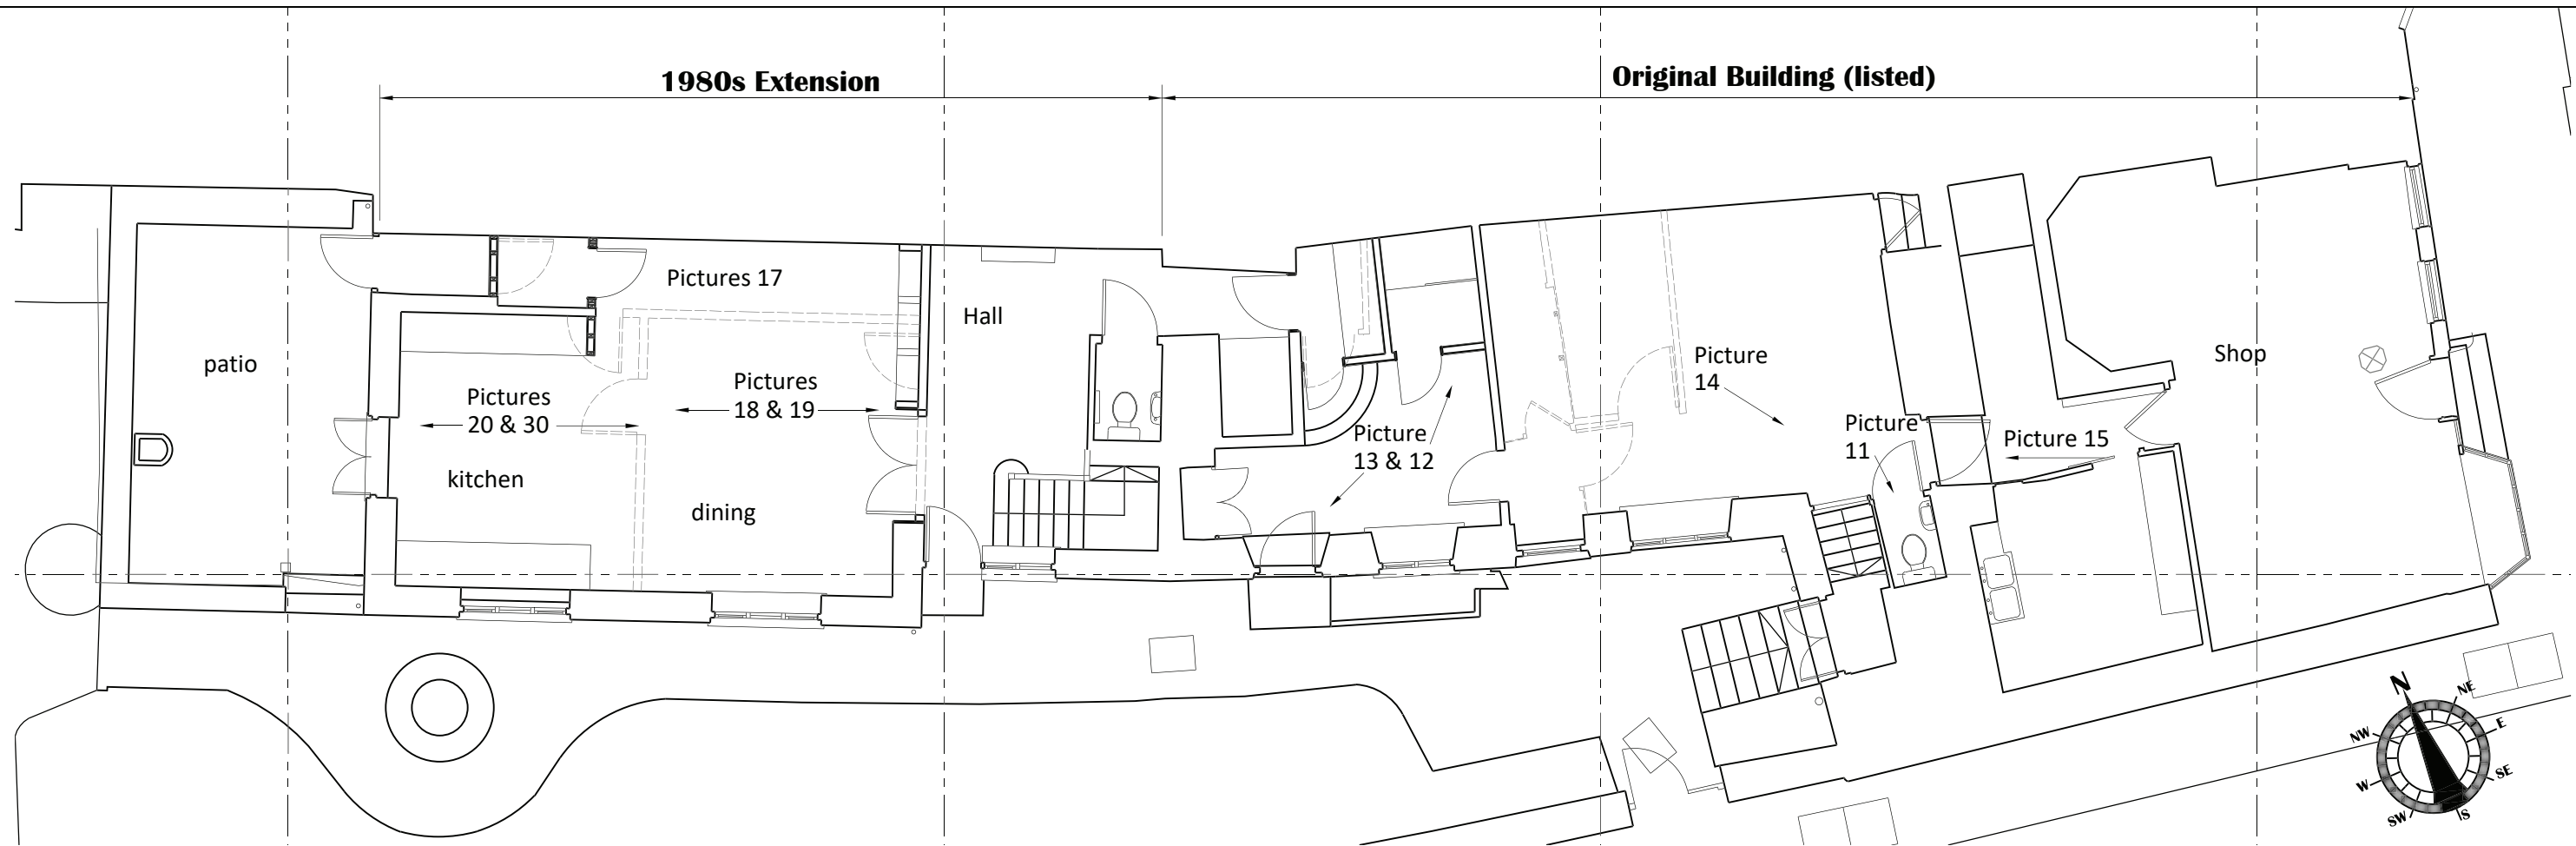 1980s Extension
Original Building (listed)
Pictures 17
Hall
patio
Pictures
20 & 30
Pictures
18 & 19
kitchen
dining
Picture
13 & 12
Picture
14
Picture
11
Picture 15
Shop
N
NE
E
SE
S
SW
W
NW